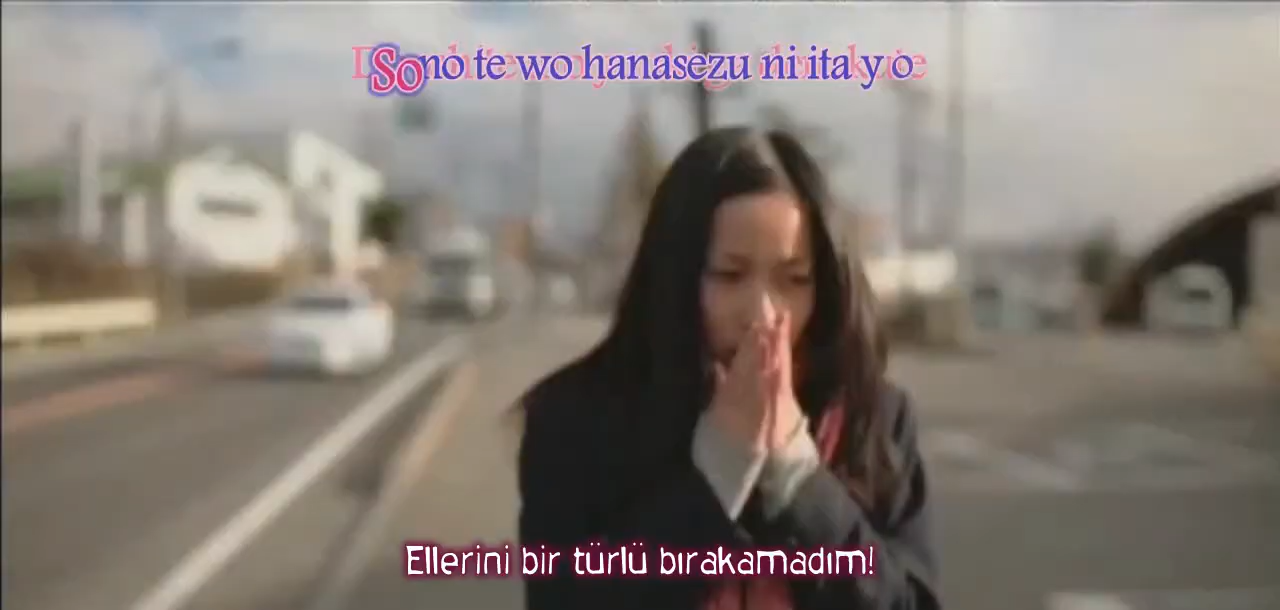 Sono te wo hanasezu ni ita yo
Ellerini bir türlü bırakamadım!